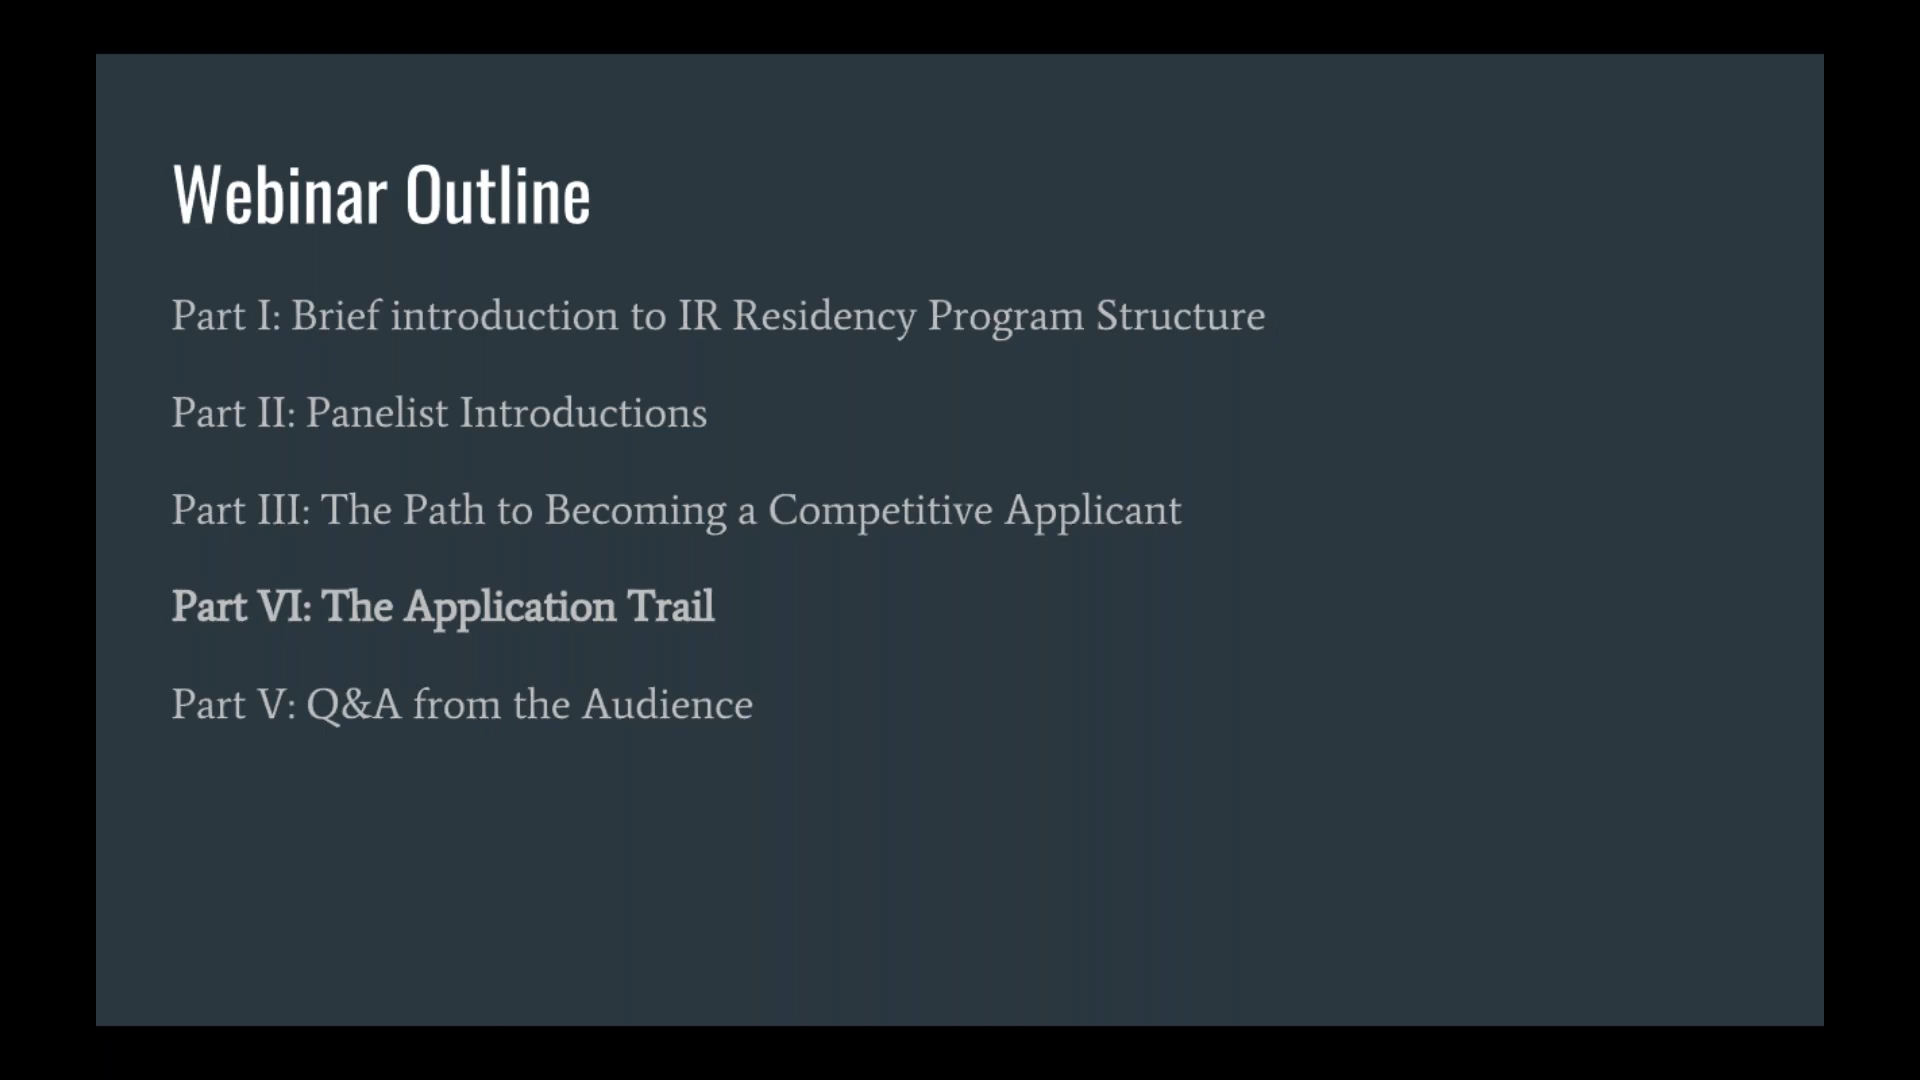 Webinar Outline
Part I: Brief introduction to IR Residency Program Structure
Part II: Panelist Introductions
Part III: The Path to Becoming a Competitive Applicant
Part VI: The Application Trail
Part V: Q&A from the Audience